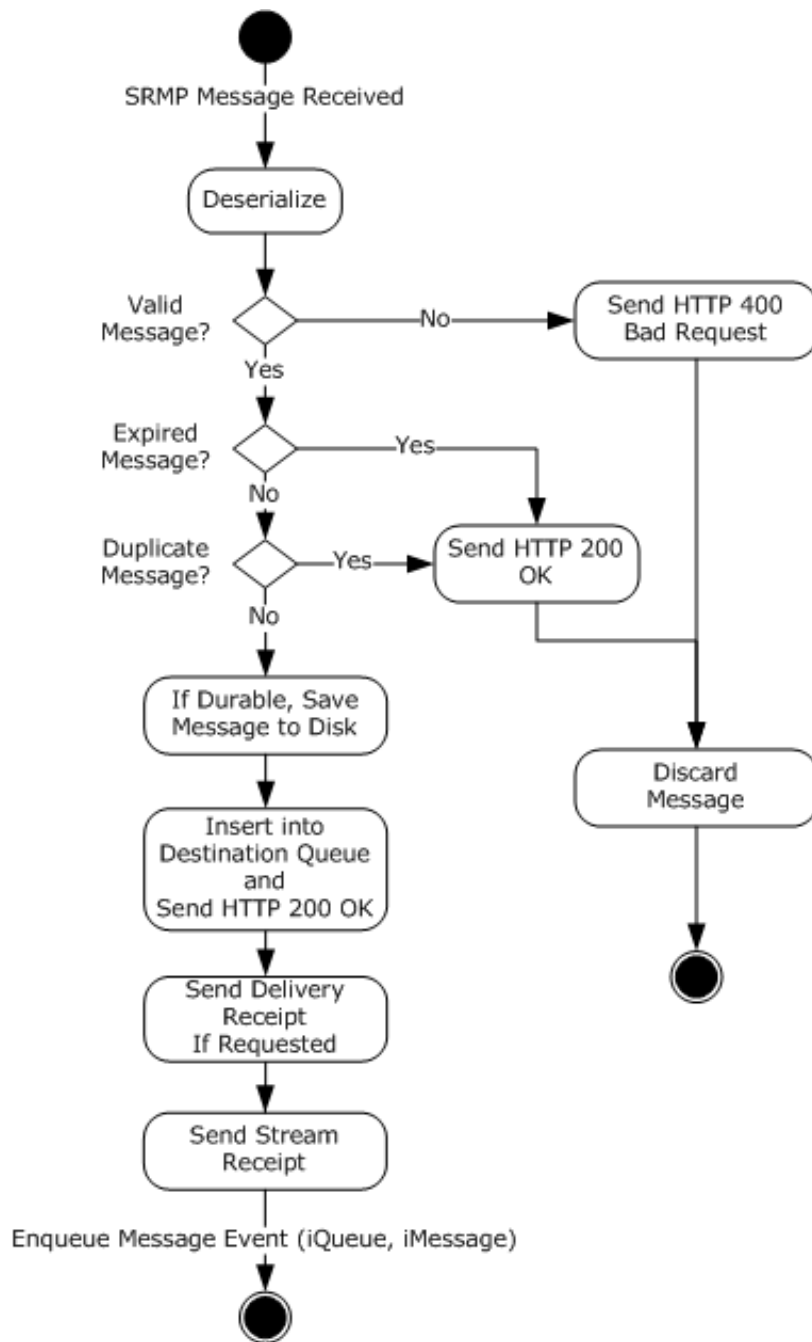 SRMP Message Received
Deserialize
Valid
Message?
No
Send HTTP 400
Bad Request
Yes
Expired
Message?
Yes
No
Duplicate
Message?
Yes
Send HTTP 200
OK
No
If Durable, Save
Message to Disk
Discard
Message
Insert into
Destination Queue
and
Send HTTP 200 OK
Send Delivery
Receipt
If Requested
Send Stream
Receipt
Enqueue Message Event (iQueue, iMessage)